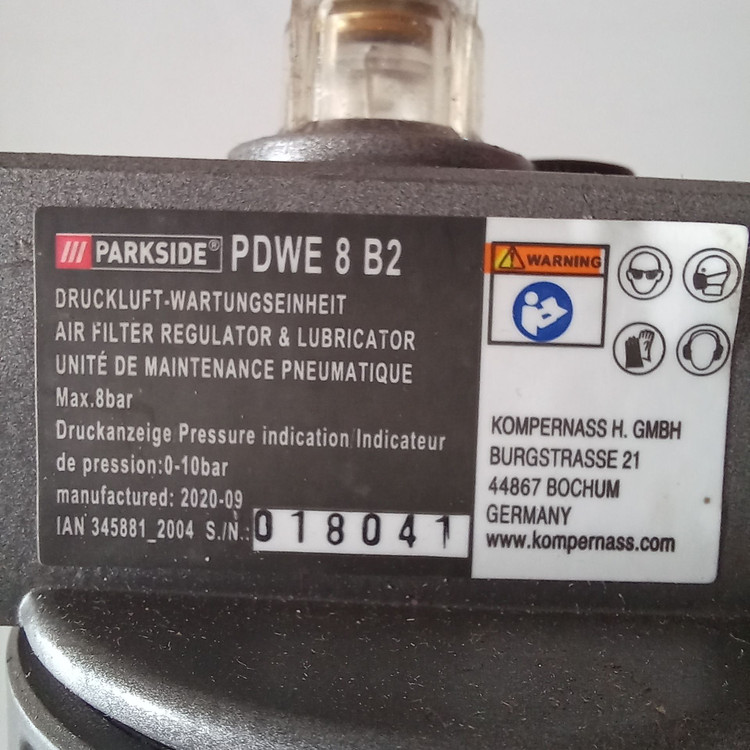 PARKSIDE® PDWE 8 B2
DRUCKLUFT-WARTUNGSEINHEIT
AIR FILTER REGULATOR & LUBRICATOR
UNITÉ DE MAINTENANCE PNEUMATIQUE
Max.8bar
Druckanzeige Pressure indication Indicateur
de pression:0-10bar
manufactured: 2020-09
IAN 345881_2004 S./N.: 018041
WARNING
KOMPERNASS H. GMBH
BURGSTRASSE 21
44867 BOCHUM
GERMANY
www.kompernass.com